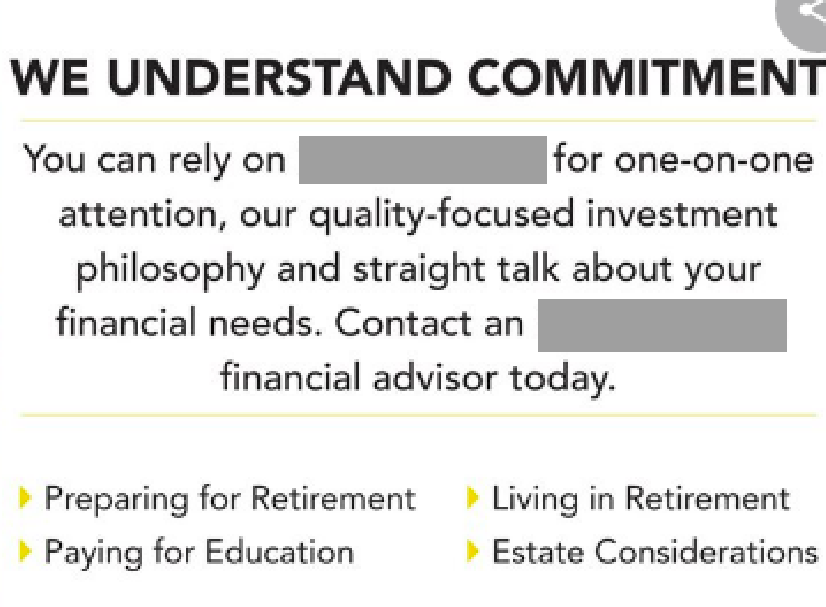 WE UNDERSTAND COMMITMENT
You can rely on for one-on-one
attention, our quality-focused investment
philosophy and straight talk about your
financial needs. Contact an
financial advisor today.
Preparing for Retirement
Living in Retirement
Paying for Education
Estate Considerations